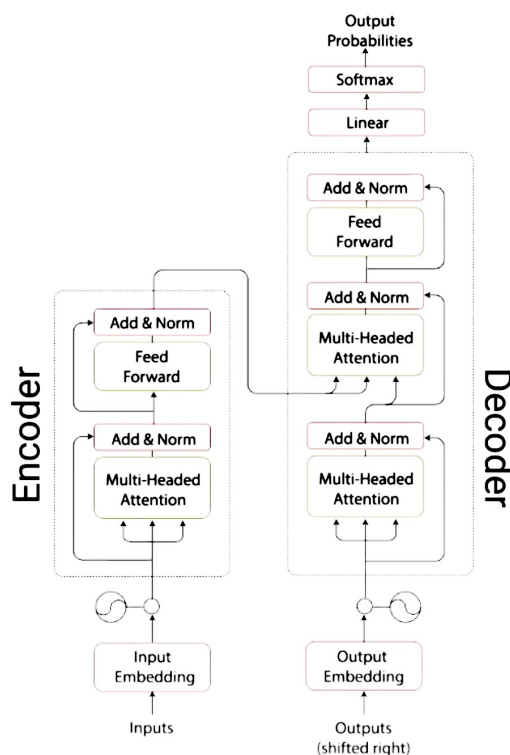 Output
Probabilities
Softmax
Linear
Add & Norm
Feed
Forward
Add & Norm
Multi-Headed
Attention
Add & Norm
Multi-Headed
Attention
Decoder
Output
Embedding
Outputs
(shifted right)
Encoder
Add & Norm
Feed
Forward
Add & Norm
Multi-Headed
Attention
Input
Embedding
Inputs